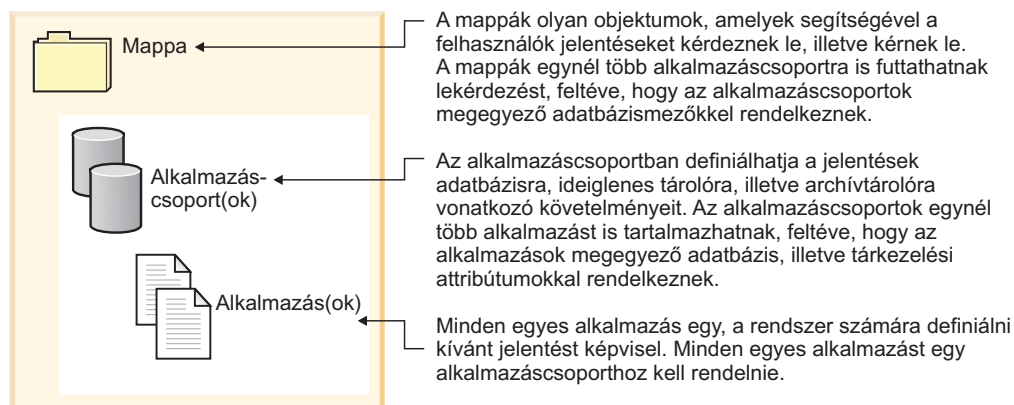 Mappa
A mappák olyan objektumok, amelyek segítségével a
felhasználók jelentéseket kérdeznek le, illetve kérnek le.
A mappák egynél több alkalmazáscsoportra is futtathatnak
lekérdezést, feltéve, hogy az alkalmazáscsoportok
megegyező adatbázismezőkkel rendelkeznek.
Alkalmazás-
csoport(ok)
Az alkalmazáscsoportban definiálhatja a jelentések
adatbázisra, ideiglenes tárolóra, illetve archívtárolóra
vonatkozó követelményeit. Az alkalmazáscsoportok egynél
több alkalmazást is tartalmazhatnak, feltéve, hogy az
alkalmazások megegyező adatbázis, illetve tárkezelési
attribútumokkal rendelkeznek.
Alkalmazás(ok)
Minden egyes alkalmazás egy, a rendszer számára definiálni
kívánt jelentést képvisel. Minden egyes alkalmazást egy
alkalmazáscsoporthoz kell rendelnie.